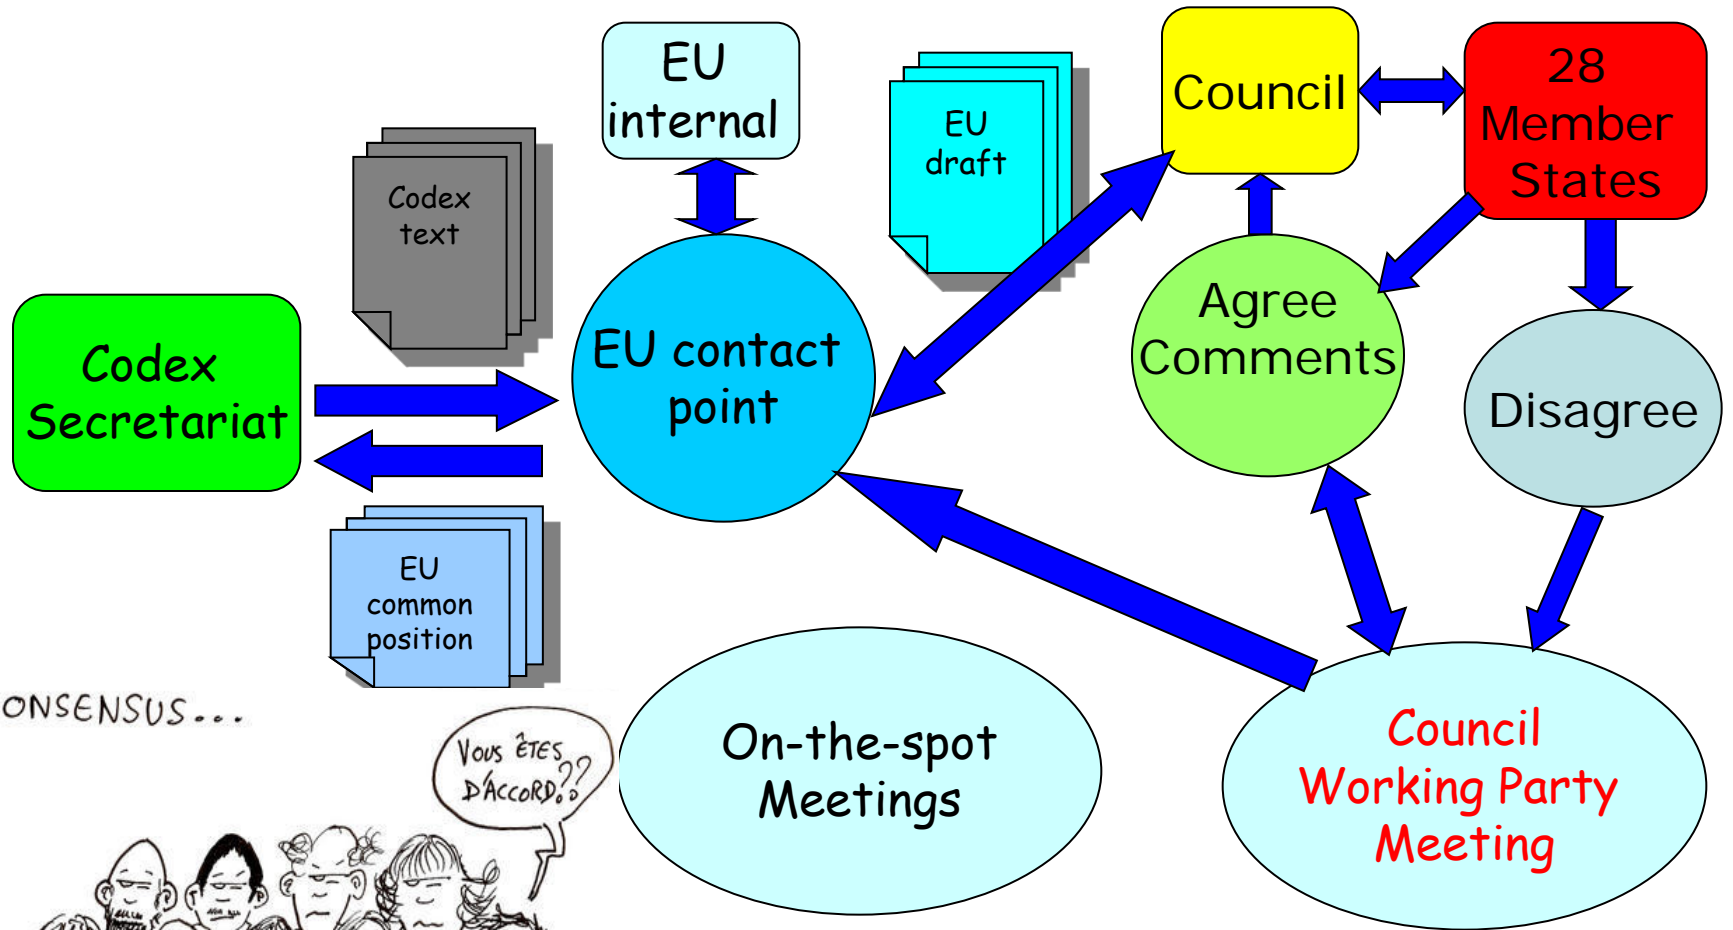 EU
internal
Council
28
Member
States
EU
draft
Codex
text
Agree
Comments
EU contact
point
Codex
Secretariat
Disagree
EU
common
position
ONSENSUS...
VOUS ÊTES
D'ACCORD??
On-the-spot
Meetings
Council
Working Party
Meeting